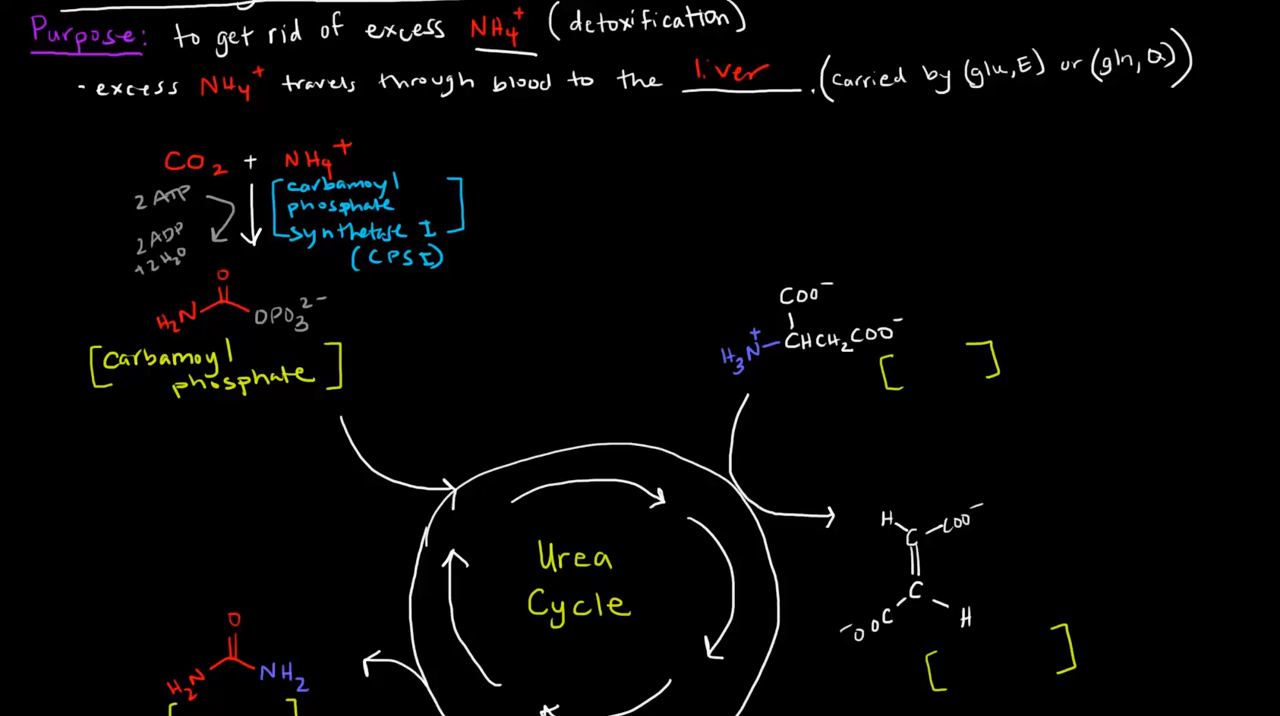 Purpose: to get rid of excess NH4+ (detoxification)
- excess NH4+ travels through blood to the liver. (carried by (glu, E) or (gln, Q))
CO2 + NH4+
2 ATP
2 ADP
+2 H2O
[carbamoyl
phosphate
synthetase I]
(CPS I)
O
H2N
OPO3 2-
[carbamoyl
phosphate]
COO-
H3N+ - CHCH2COO-
[ ]
Urea
Cycle
H COO-
C
C
-OOC H
[ ]
O
H2N NH2